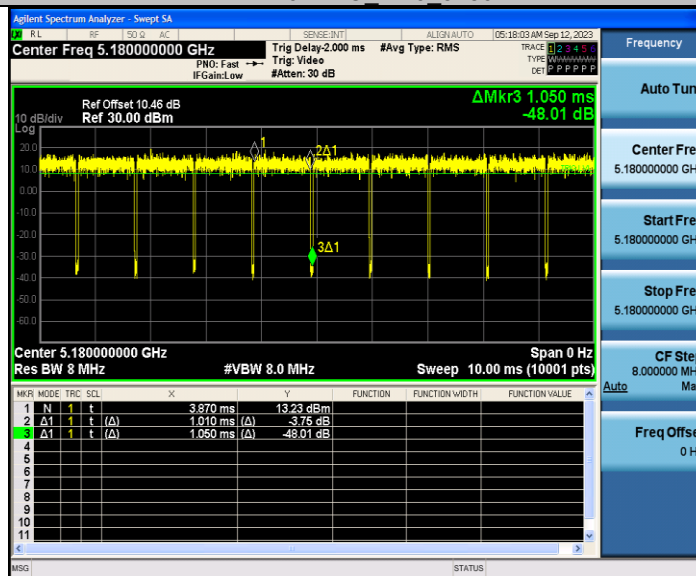 Agilent Spectrum Analyzer - Swept SA
RL RF 50 Ω AC SENSE:INT ALIGN AUTO 05:18:03 AM Sep 12, 2023
Center Freq 5.180000000 GHz
PNO: Fast
IFGain:Low
Trig Delay-2.000 ms
Trig: Video
#Atten: 30 dB
#Avg Type: RMS
TRACE 1 2 3 4 5 6
TYPE W
DET P P P P P P
ΔMkr3 1.050 ms
-48.01 dB
Ref Offset 10.46 dB
10 dB/div Ref 30.00 dBm
Log
1
2Δ1
3Δ1
20.0
10.0
0.00
-10.0
-20.0
-30.0
-40.0
-50.0
-60.0
Center 5.180000000 GHz Span 0 Hz
Res BW 8 MHz #VBW 8.0 MHz Sweep 10.00 ms (10001 pts)
MKR MODE TRC SCL X Y FUNCTION FUNCTION WIDTH FUNCTION VALUE
1 N 1 t 3.870 ms 13.23 dBm
2 Δ1 1 t (Δ) 1.010 ms (Δ) -3.75 dB
3 Δ1 1 t (Δ) 1.050 ms (Δ) -48.01 dB
4
5
6
7
8
9
10
11
MSG STATUS
Frequency
Auto Tun
Center Fre
5.180000000 GH
Start Fre
5.180000000 GH
Stop Fre
5.180000000 GH
CF Ste
8.000000 MH
Auto Ma
Freq Offse
0 H